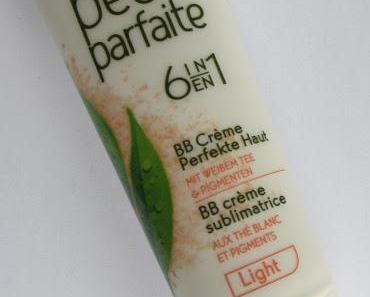 parfaite
6 IN EN 1
BB Crème
Perfekte Haut
MIT WEIßEM TEE
& PIGMENTEN
BB crème
sublimatrice
AUX THÉ BLANC
ET PIGMENTS
Light